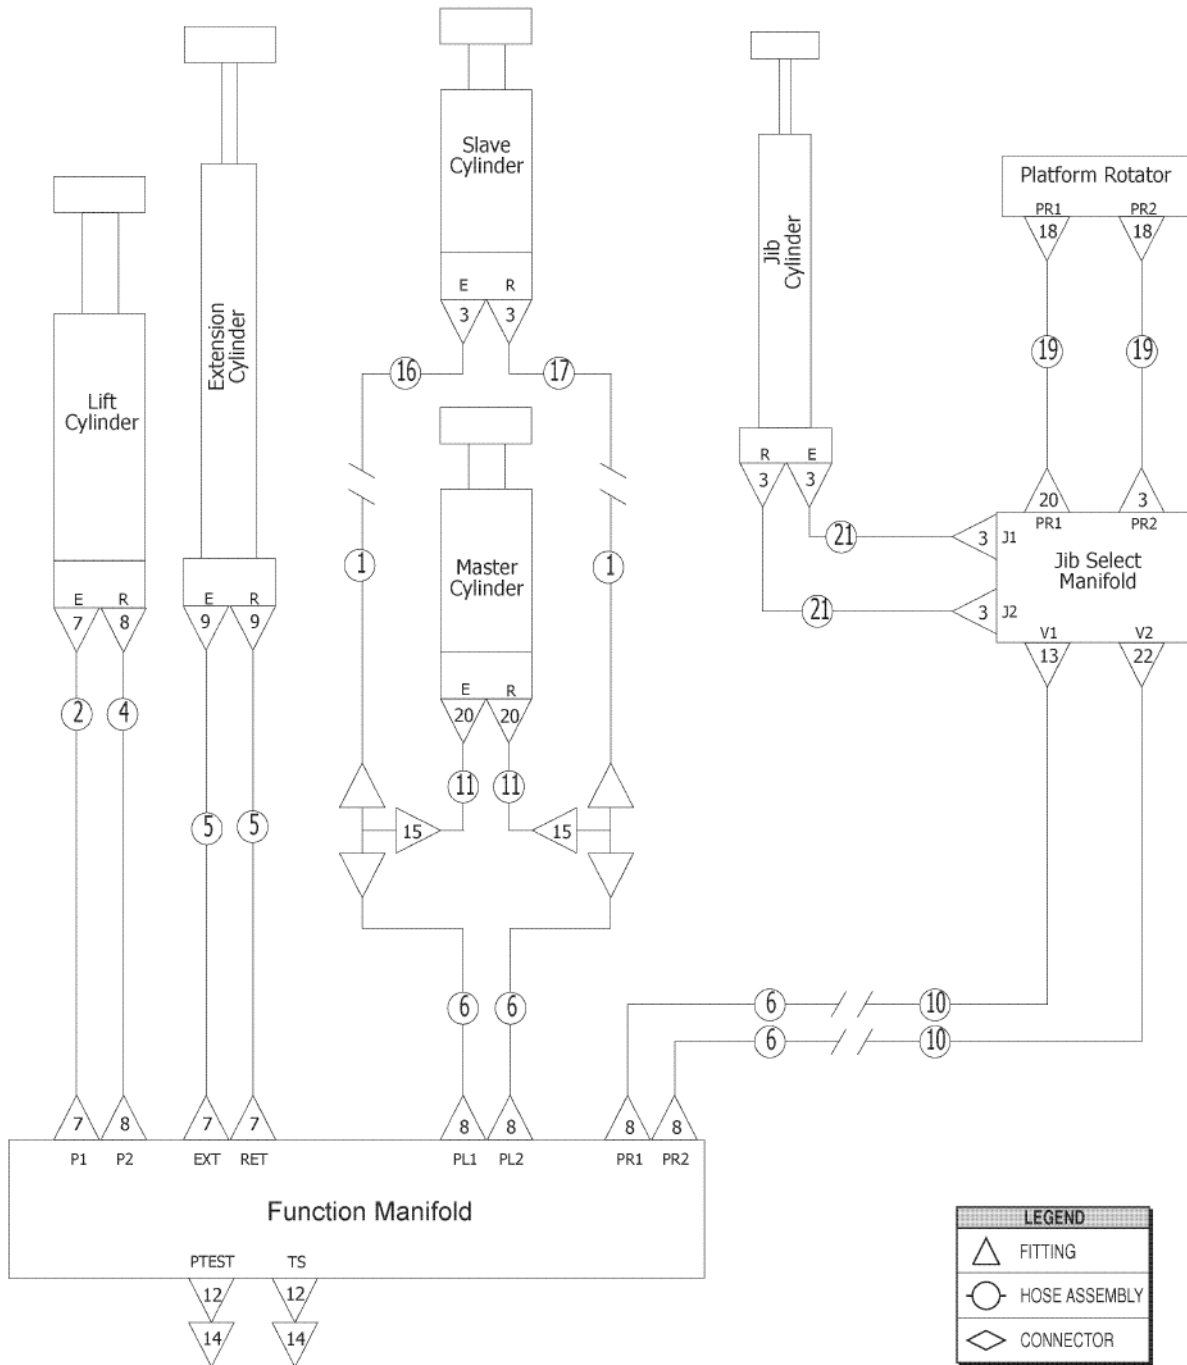 Slave
Cylinder
Platform Rotator
PR1 PR2
18 18
Jib
Cylinder
E R
3 3
Extension
Cylinder
16 17
19 19
Lift
Cylinder
R E
3 3
20 3
PR1 PR2
21
3 J1
Jib Select
Manifold
1 1
Master
Cylinder
E R
7 8
E R
9 9
21
3 J2
V1 V2
13 22
E R
20 20
2 4
11 11
5 5
15 15
6 6
6 10
6 10
7 8
7 7
8 8
8 8
P1 P2
EXT RET
PL1 PL2
PR1 PR2
Function Manifold
PTEST TS
12 12
14 14
LEGEND
FITTING
HOSE ASSEMBLY
CONNECTOR